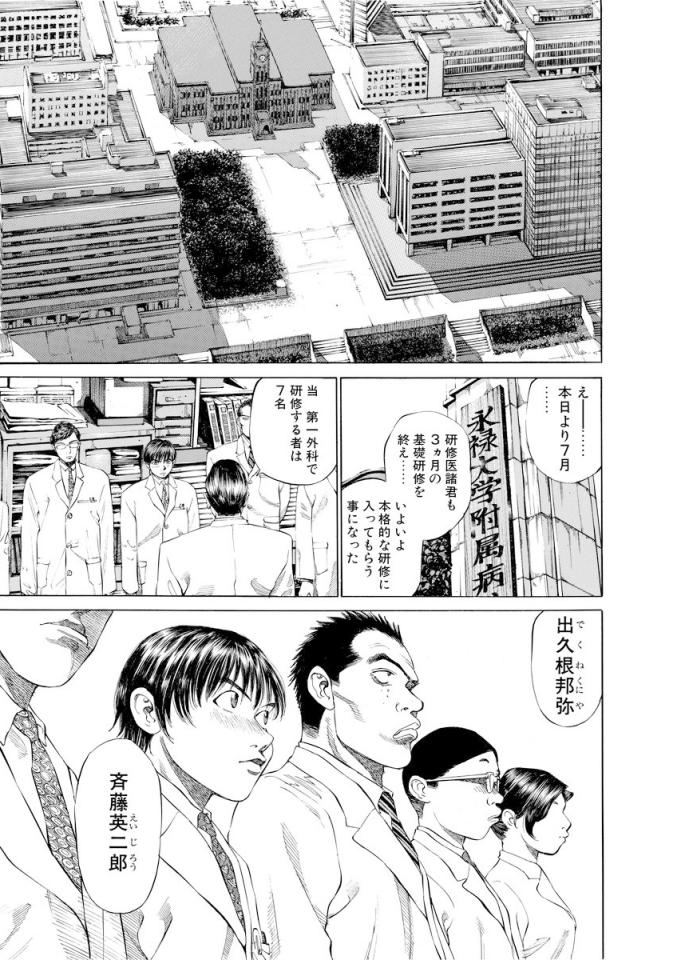 えー……
本日より７月
……
永禄大学附属病
研修医諸君も
３ヵ月の
基礎研修を
終え……
いよいよ
本格的な研修に
入ってもらう
事になった
当 第一外科で
研修する者は
７名
出久根邦弥
でくねくにや
斉藤英二郎
えいじろう